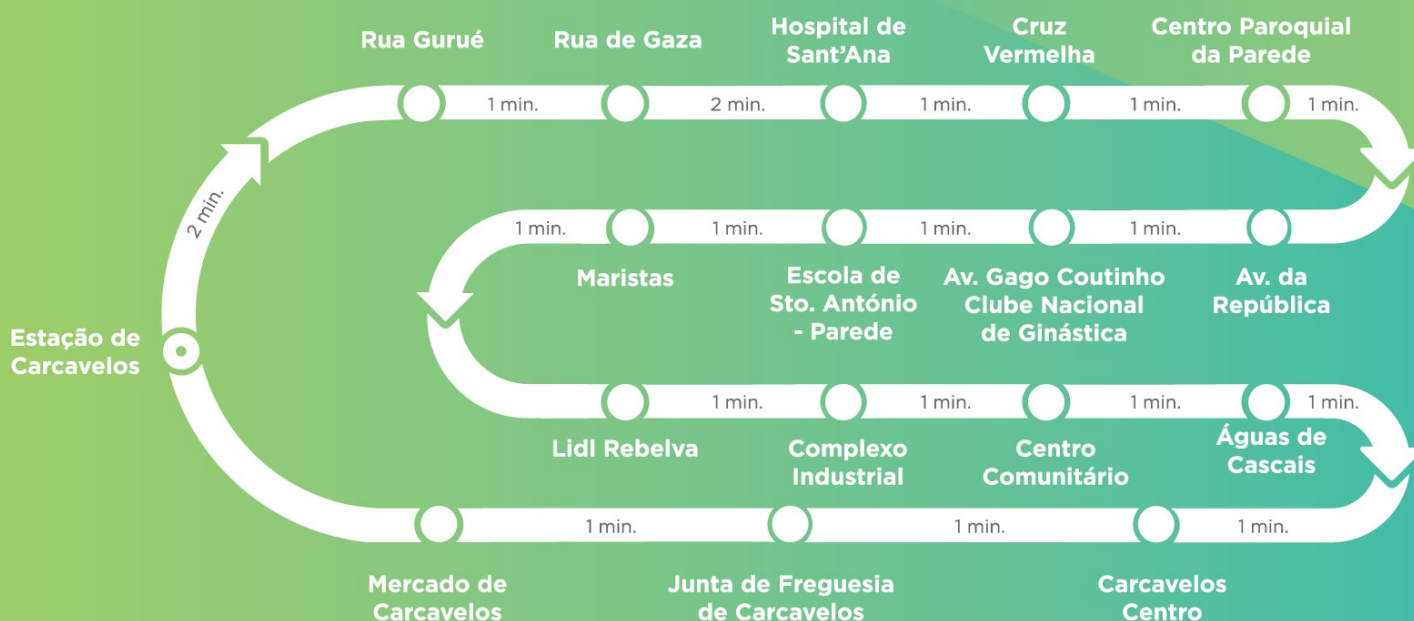 Rua Gurué
Rua de Gaza
Hospital de
Sant’Ana
Cruz
Vermelha
Centro Paroquial
da Parede
1 min.
2 min.
1 min.
1 min.
1 min.
2 min.
1 min.
1 min.
1 min.
1 min.
Maristas
Escola de
Sto. António
- Parede
Av. Gago Coutinho
Clube Nacional
de Ginástica
Av. da
República
Estação de
Carcavelos
1 min.
1 min.
1 min.
1 min.
Lidl Rebelva
Complexo
Industrial
Centro
Comunitário
Águas de
Cascais
1 min.
1 min.
1 min.
Mercado de
Carcavelos
Junta de Freguesia
de Carcavelos
Carcavelos
Centro